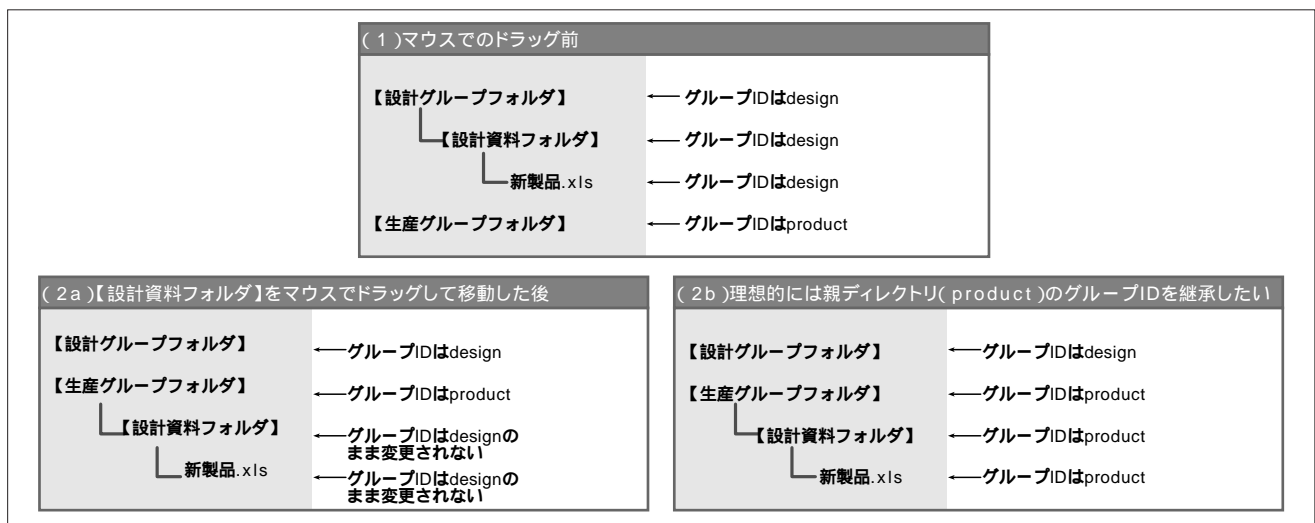 (1)マウスでのドラッグ前
【設計グループフォルダ】 ← グループIDはdesign
【設計資料フォルダ】 ← グループIDはdesign
新製品.xls ← グループIDはdesign
【生産グループフォルダ】 ← グループIDはproduct
(2a)【設計資料フォルダ】をマウスでドラッグして移動した後
【設計グループフォルダ】 ← グループIDはdesign
【生産グループフォルダ】 ← グループIDはproduct
【設計資料フォルダ】 ← グループIDはdesignの
まま変更されない
新製品.xls ← グループIDはdesignの
まま変更されない
(2b)理想的には親ディレクトリ(product)のグループIDを継承したい
【設計グループフォルダ】 ← グループIDはdesign
【生産グループフォルダ】 ← グループIDはproduct
【設計資料フォルダ】 ← グループIDはproduct
新製品.xls ← グループIDはproduct